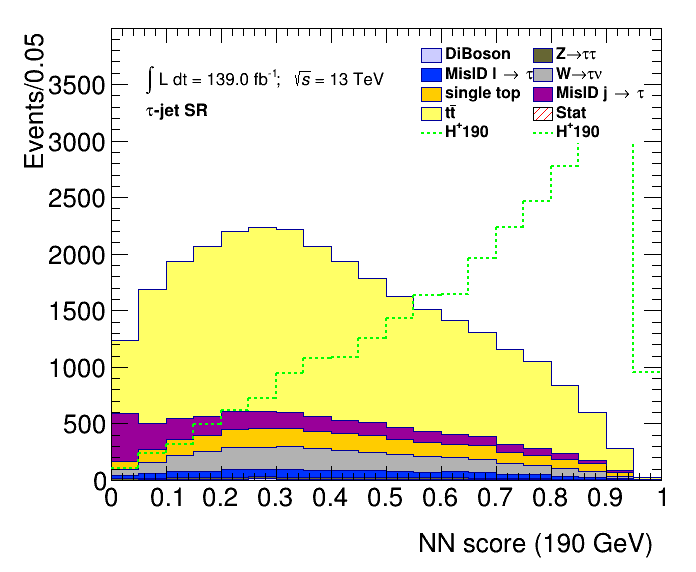 Events/0.05
∫ L dt = 139.0 fb⁻¹; √s = 13 TeV
τ-jet SR
DiBoson Z→ττ
MisID l → τ W→τν
single top MisID j → τ
tt̄ Stat
H⁺190 H⁺190
3500
3000
2500
2000
1500
1000
500
0
0 0.1 0.2 0.3 0.4 0.5 0.6 0.7 0.8 0.9 1
NN score (190 GeV)